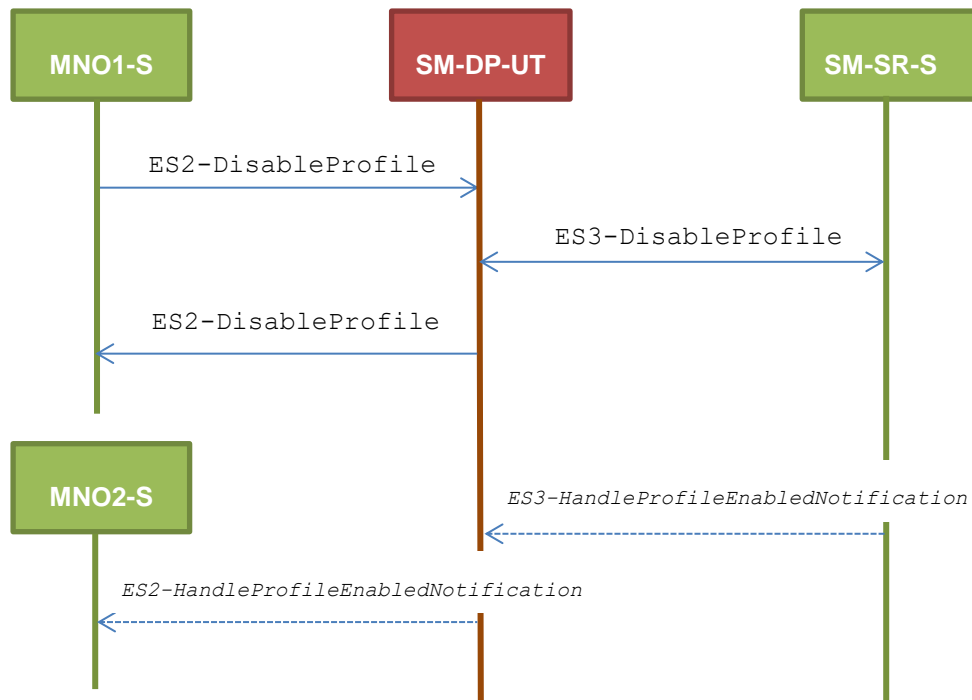 MNO1-S
SM-DP-UT
SM-SR-S
ES2-DisableProfile
ES3-DisableProfile
ES2-DisableProfile
MNO2-S
ES3-HandleProfileEnabledNotification
ES2-HandleProfileEnabledNotification